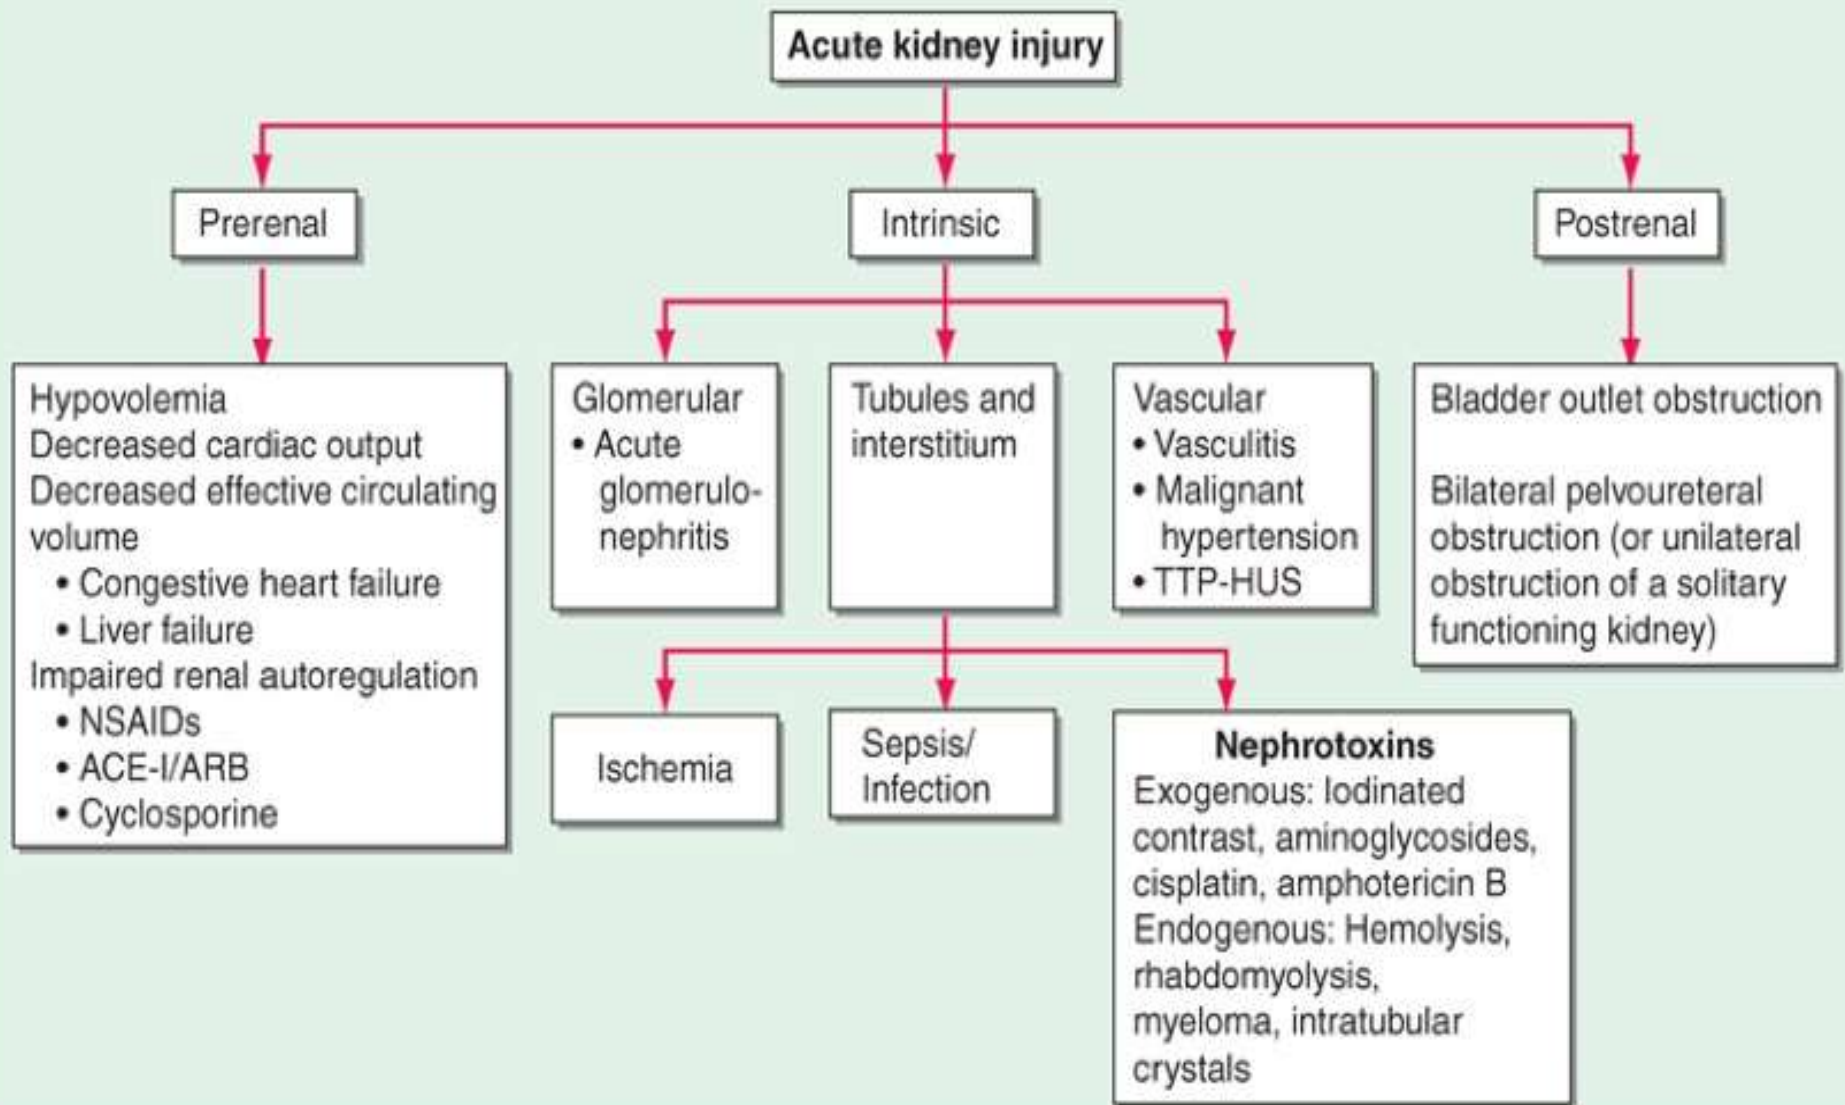 Acute kidney injury
Prerenal
Intrinsic
Postrenal
Hypovolemia
Decreased cardiac output
Decreased effective circulating
volume
• Congestive heart failure
• Liver failure
Impaired renal autoregulation
• NSAIDs
• ACE-I/ARB
• Cyclosporine
Glomerular
• Acute
glomerulo-
nephritis
Tubules and
interstitium
Vascular
• Vasculitis
• Malignant
hypertension
• TTP-HUS
Bladder outlet obstruction
Bilateral pelvoureteral
obstruction (or unilateral
obstruction of a solitary
functioning kidney)
Ischemia
Sepsis/
Infection
Nephrotoxins
Exogenous: Iodinated
contrast, aminoglycosides,
cisplatin, amphotericin B
Endogenous: Hemolysis,
rhabdomyolysis,
myeloma, intratubular
crystals